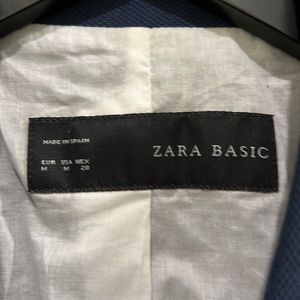 MADE IN SPAIN
ZARA BASIC
EUR USA MEX
M M 28